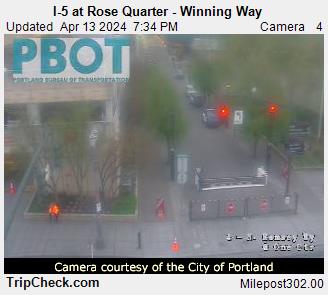 I-5 at Rose Quarter - Winning Way
Updated Apr 13 2024 7:34 PM Camera 4
PBOT
PORTLAND BUREAU OF TRANSPORTATION
Camera courtesy of the City of Portland
TripCheck.com Milepost302.00